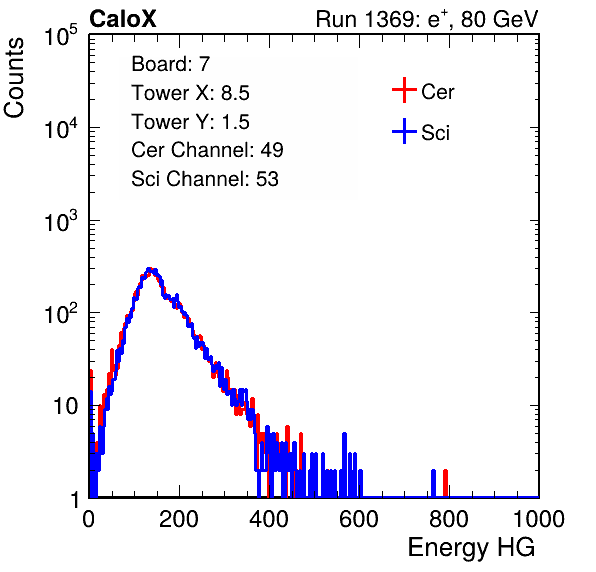 CaloX Run 1369: e⁺, 80 GeV
Counts
10⁵
10⁴
10³
10²
10
1
Board: 7
Tower X: 8.5
Tower Y: 1.5
Cer Channel: 49
Sci Channel: 53
Cer
Sci
0 200 400 600 800 1000
Energy HG